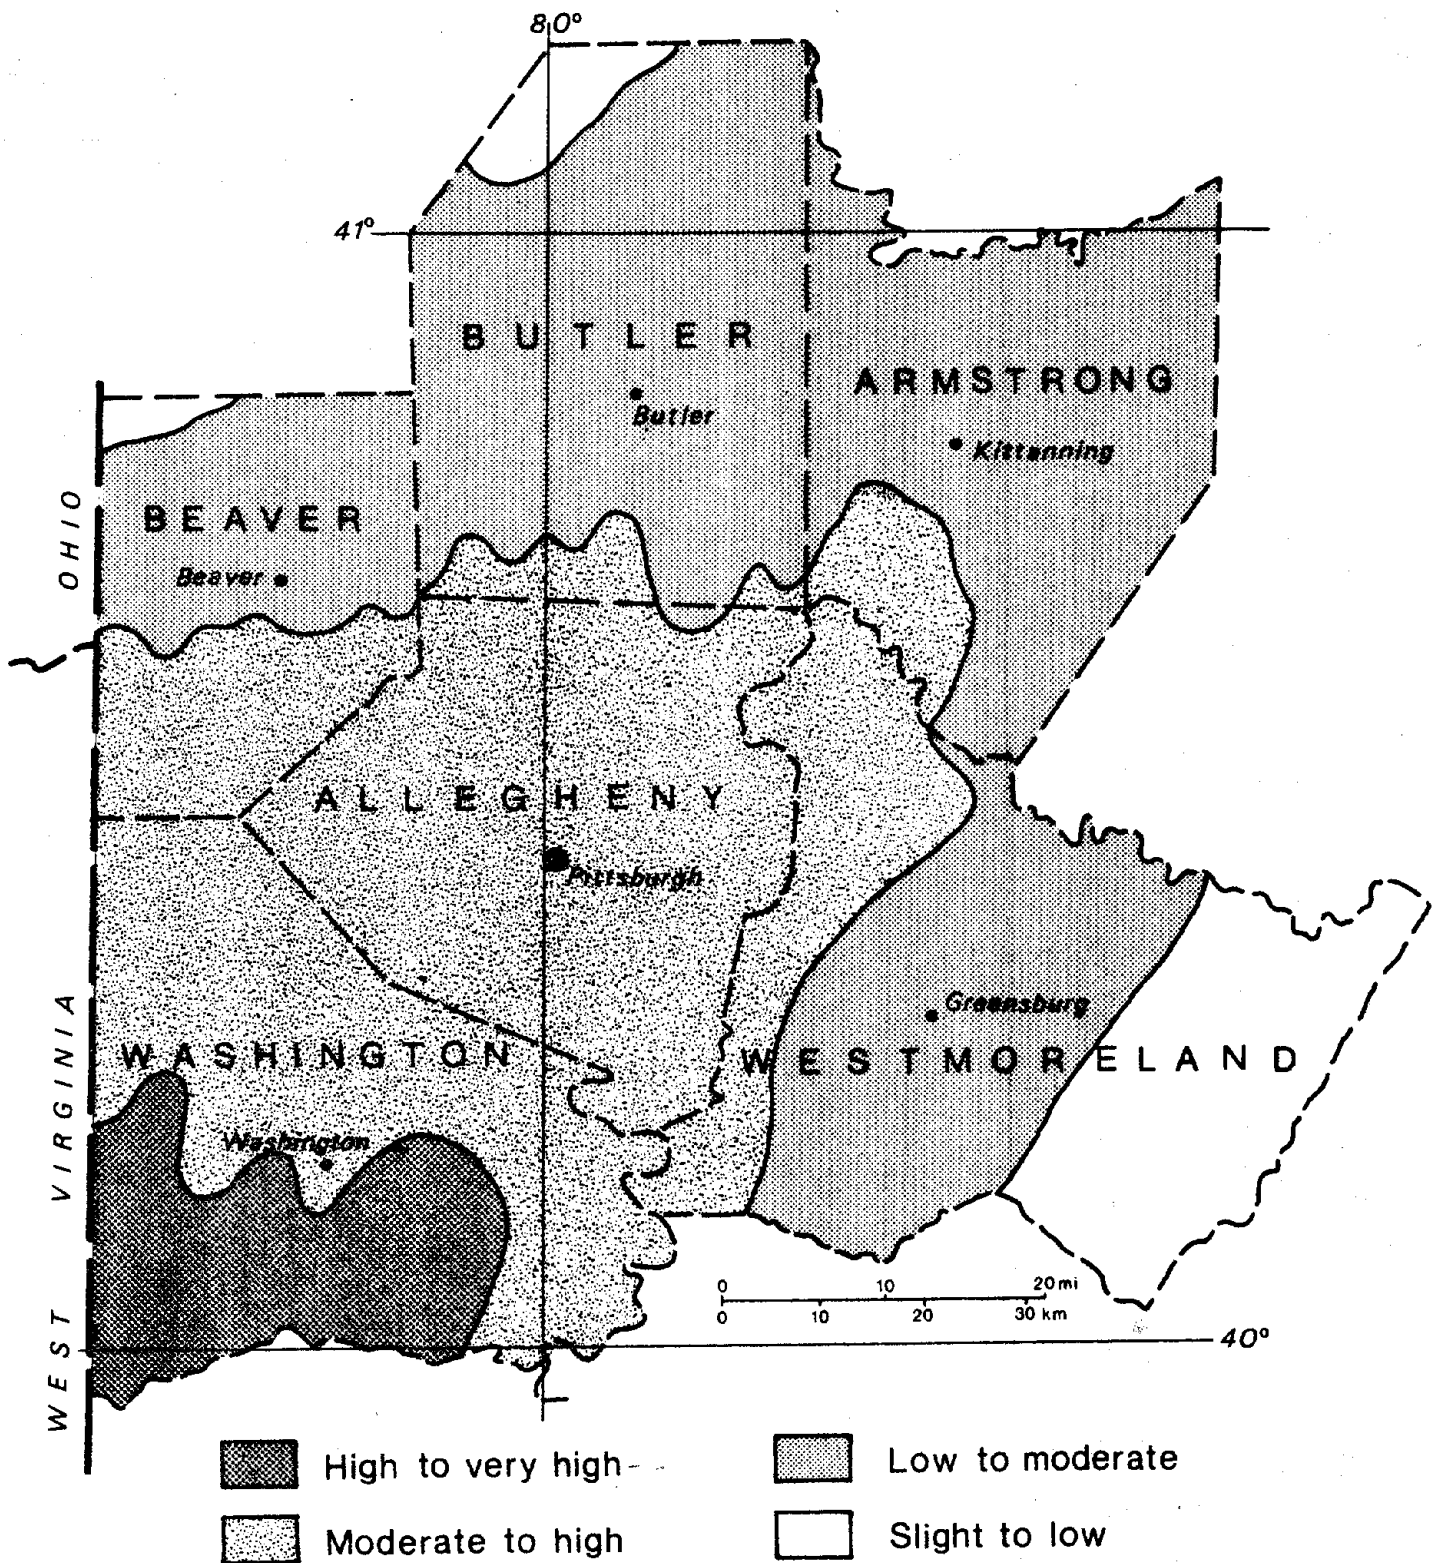 80°
41°
BUTLER
Butler
ARMSTRONG
Kittanning
OHIO
BEAVER
Beaver
ALLEGHENY
Pittsburgh
Greensburg
WASHINGTON
WESTMORELAND
Washington
WEST VIRGINIA
0 10 20 mi
0 10 20 30 km
40°
High to very high
Low to moderate
Moderate to high
Slight to low